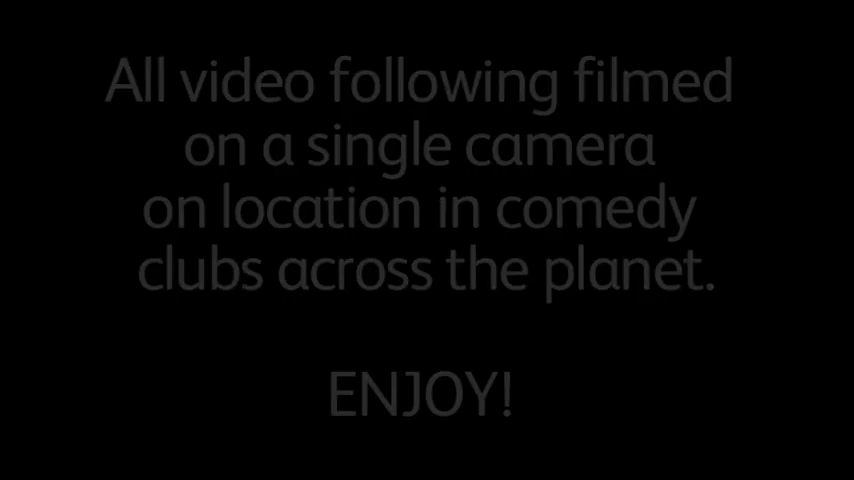 All video following filmed
on a single camera
on location in comedy
clubs across the planet.
ENJOY!